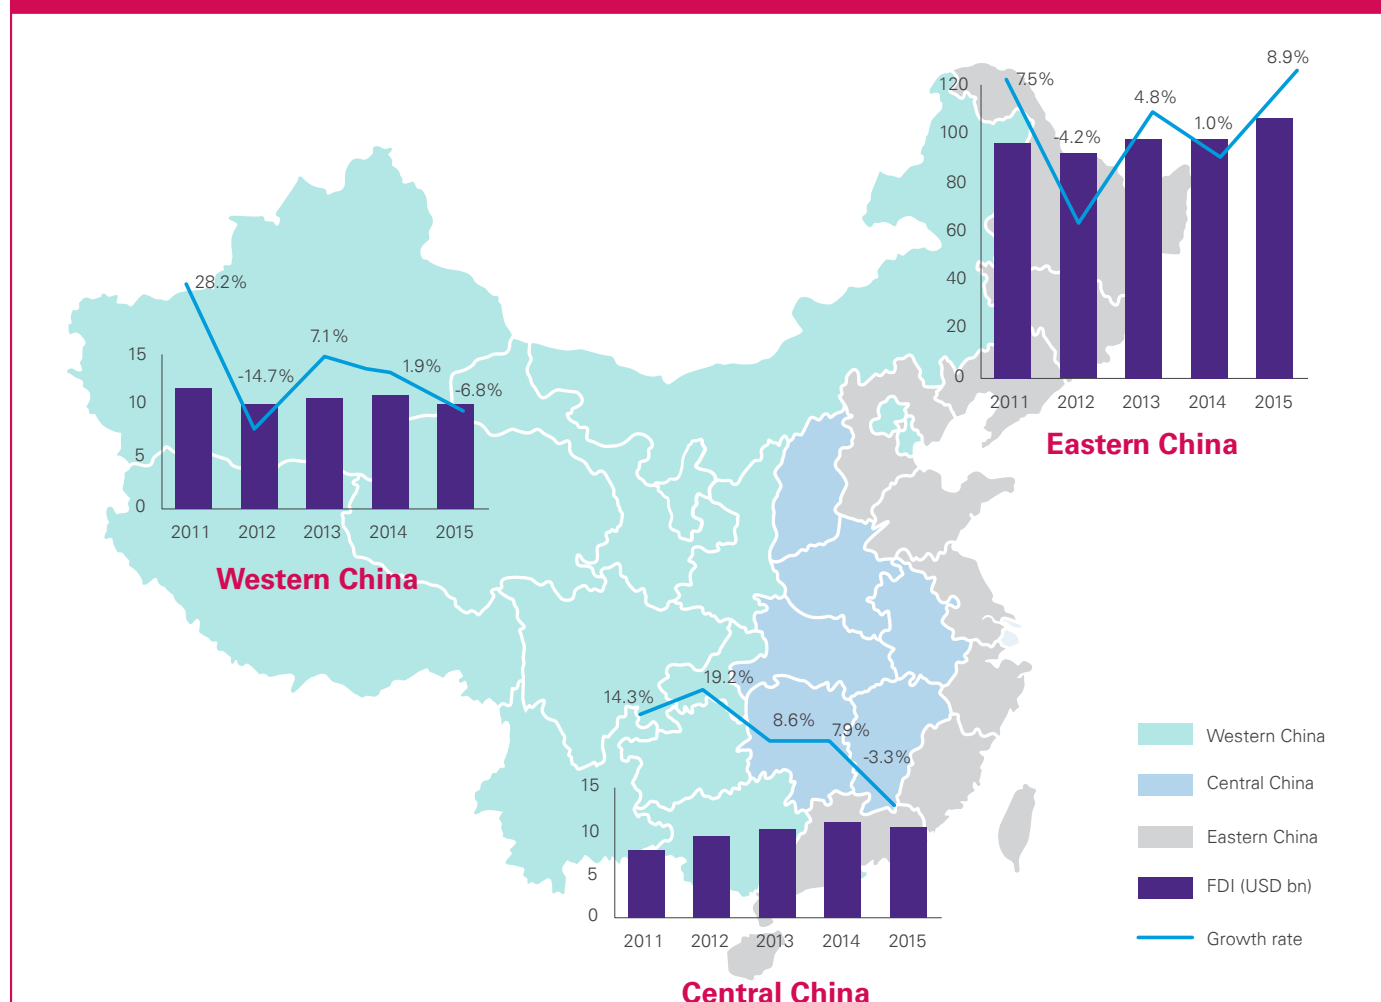 8.9%
7.5%
4.8%
1.0%
-4.2%
120
100
80
60
40
20
0
2011 2012 2013 2014 2015
Eastern China
28.2%
-14.7%
7.1%
1.9%
-6.8%
15
10
5
0
2011 2012 2013 2014 2015
Western China
14.3%
19.2%
8.6%
7.9%
-3.3%
15
10
5
0
2011 2012 2013 2014 2015
Central China
Western China
Central China
Eastern China
FDI (USD bn)
Growth rate